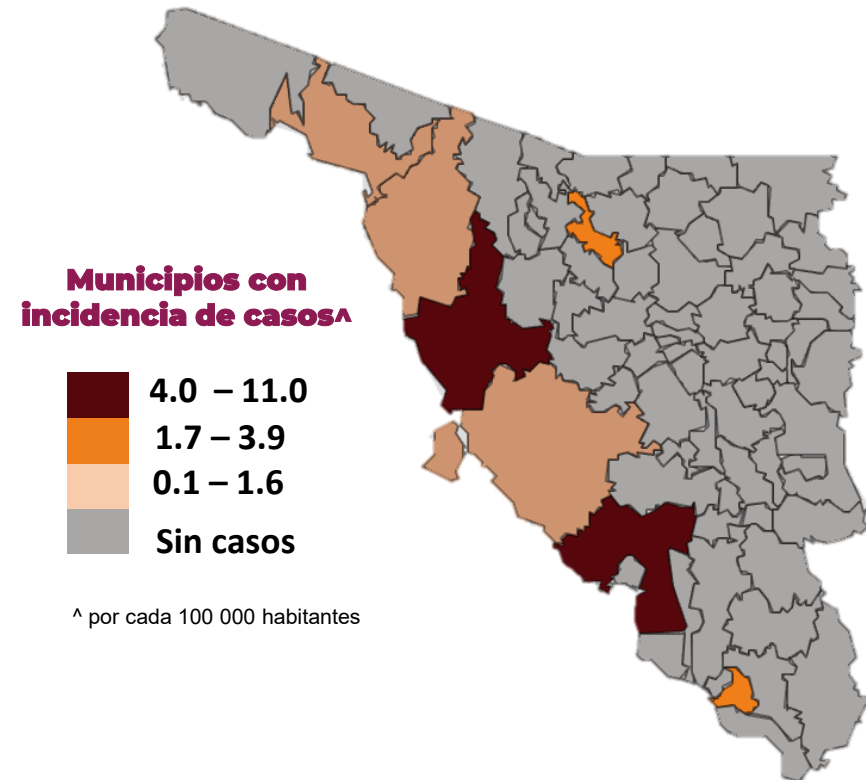 Municipios con
incidencia de casos^
4.0 – 11.0
1.7 – 3.9
0.1 – 1.6
Sin casos
^ por cada 100 000 habitantes